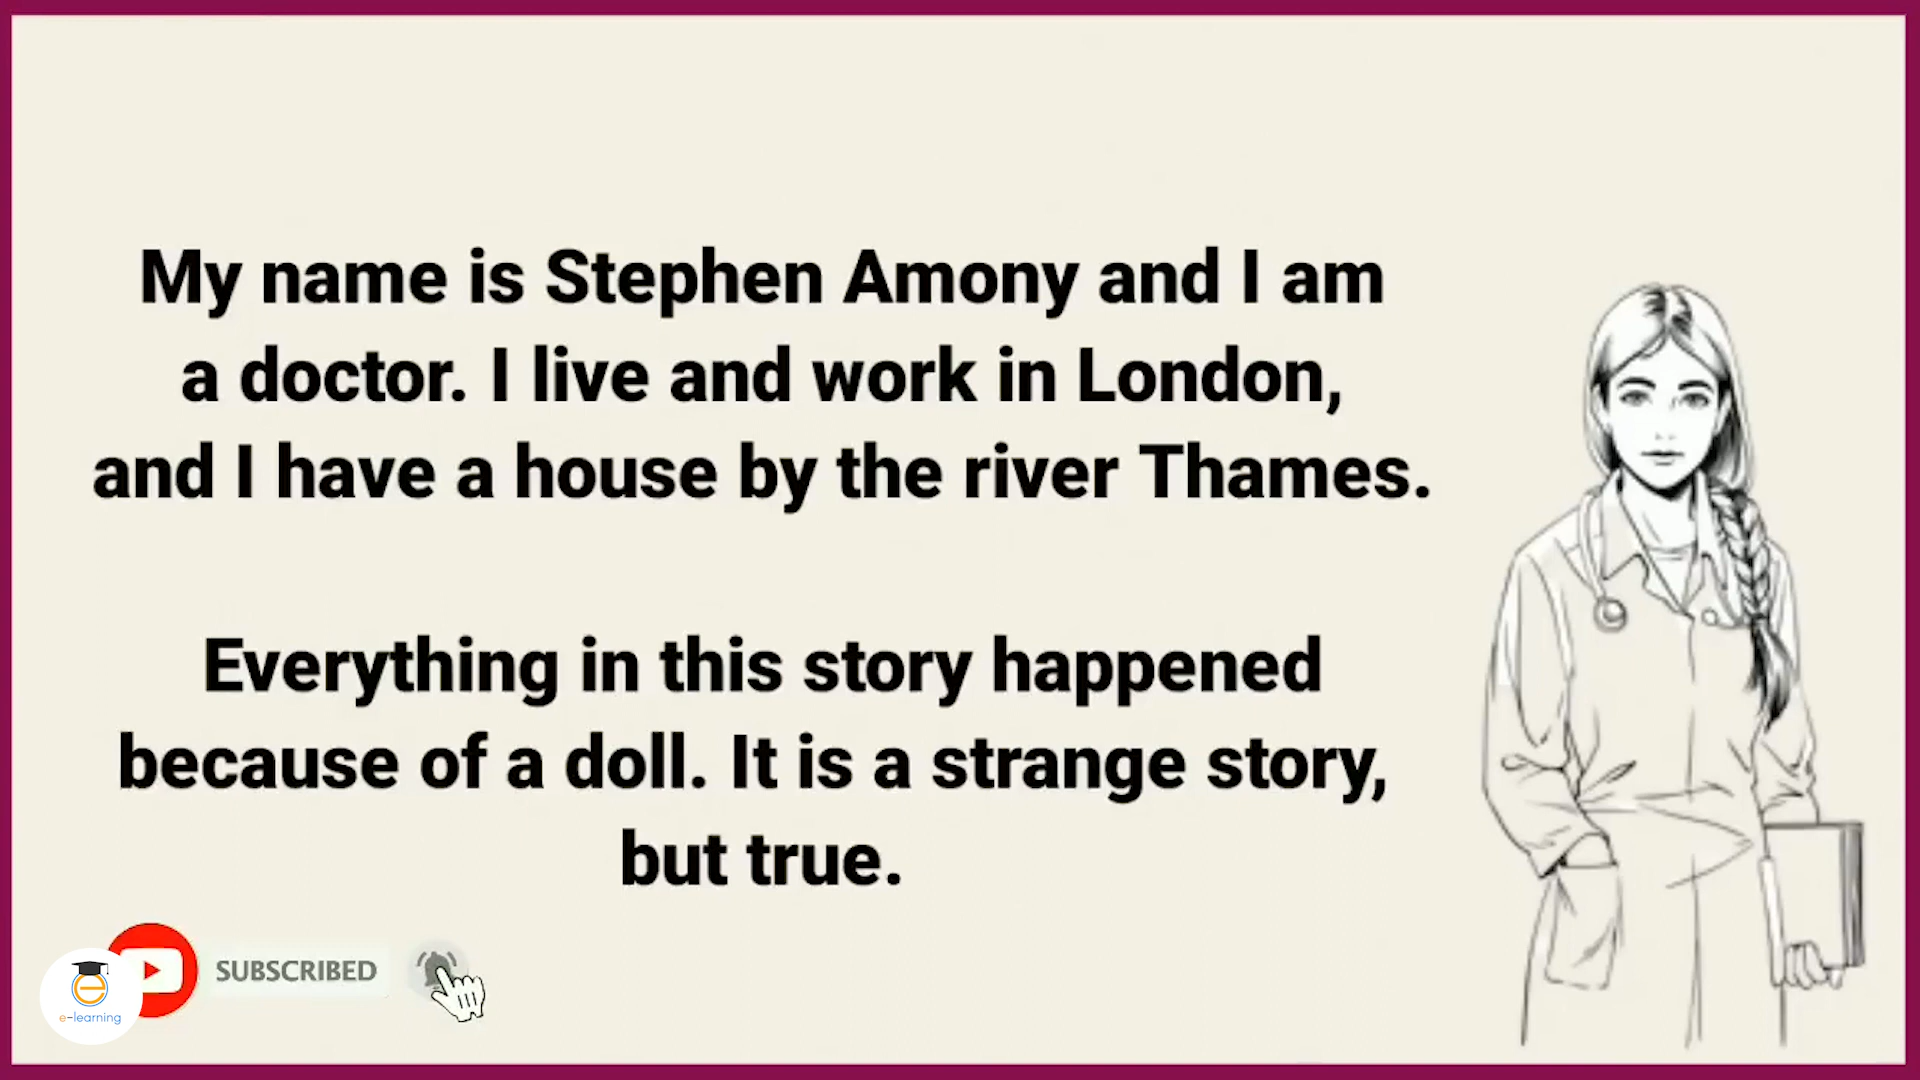 My name is Stephen Amony and I am
a doctor. I live and work in London,
and I have a house by the river Thames.
Everything in this story happened
because of a doll. It is a strange story,
but true.
SUBSCRIBED
e-learning